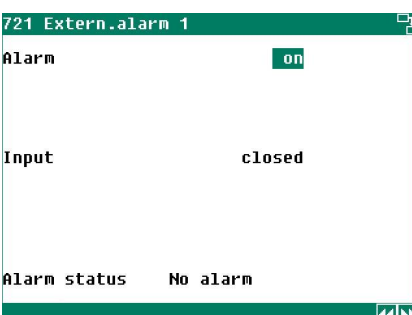 721 Extern.alarm 1
Alarm on
Input closed
Alarm status No alarm